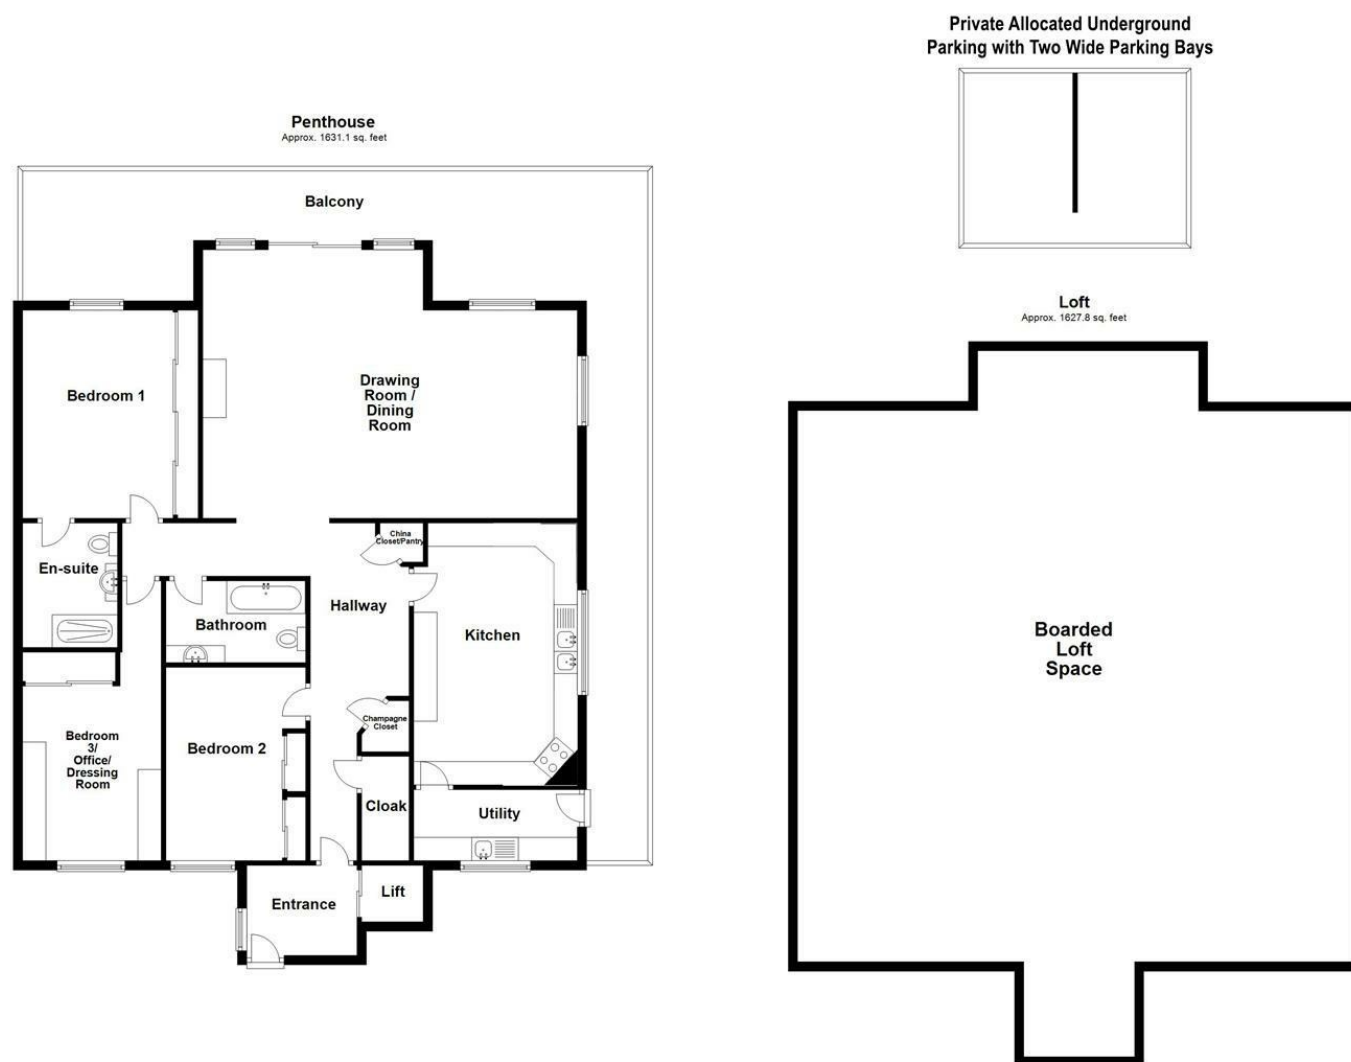 Private Allocated Underground
Parking with Two Wide Parking Bays
Penthouse
Approx. 1631.1 sq. feet
Balcony
Loft
Approx. 1627.8 sq. feet
Bedroom 1
Drawing
Room /
Dining
Room
China
Closet/Pantry
En-suite
Hallway
Bathroom
Kitchen
Boarded
Loft
Space
Champagne
Closet
Bedroom
3/
Office/
Dressing
Room
Bedroom 2
Cloak
Utility
Lift
Entrance